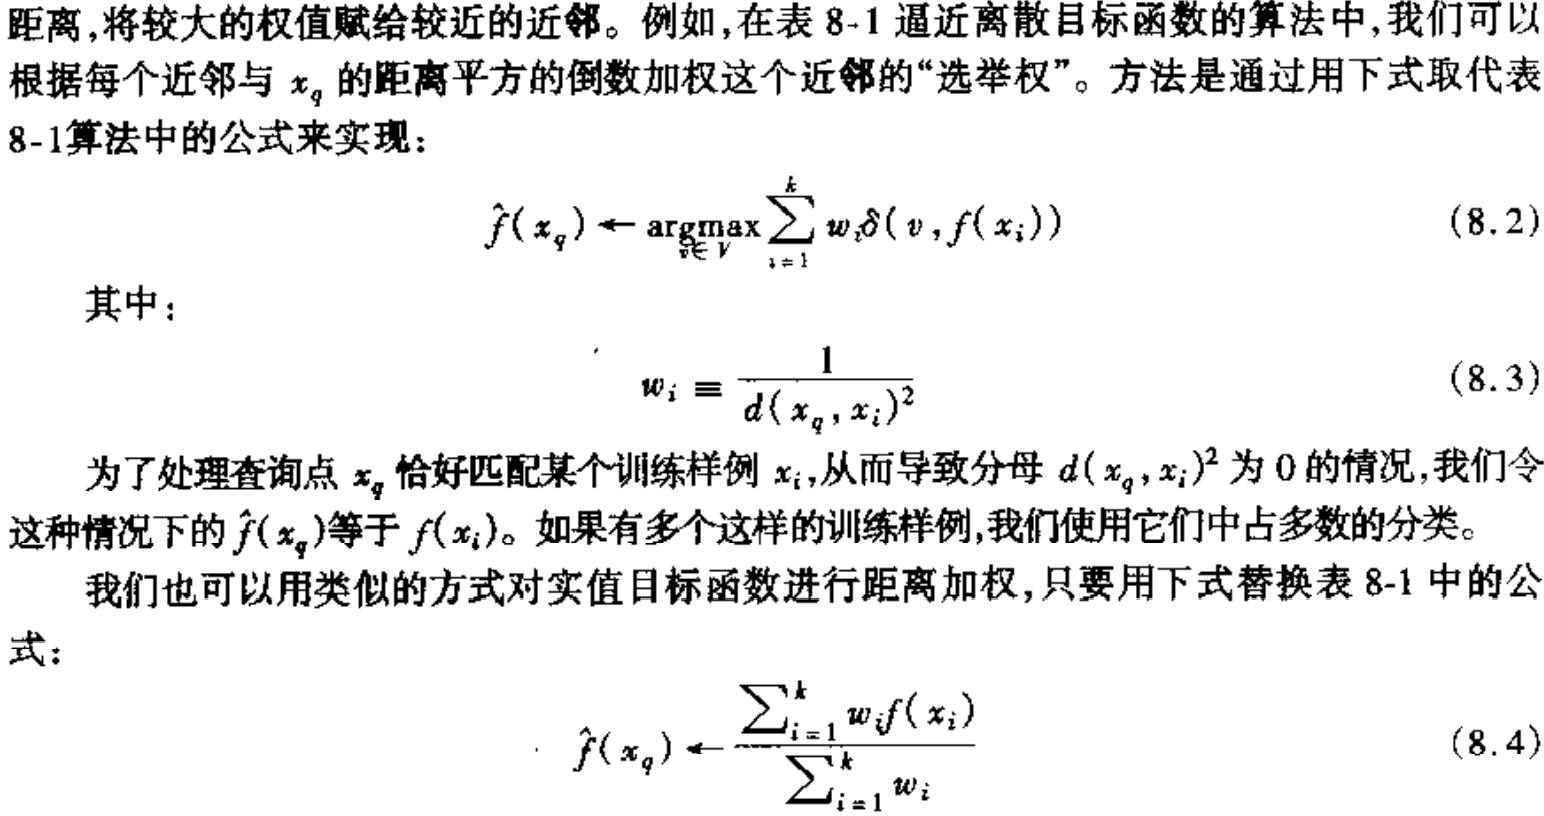 距离,将较大的权值赋给较近的近邻。例如,在表 8-1 逼近离散目标函数的算法中,我们可以
根据每个近邻与 x_q 的距离平方的倒数加权这个近邻的“选举权”。方法是通过用下式取代表
8-1算法中的公式来实现:
\hat{f}(x_q) ← argmax_{v∈V} \sum_{i=1}^{k} w_i δ(v, f(x_i)) (8.2)
其中:
w_i ≡ \frac{1}{d(x_q, x_i)^2} (8.3)
为了处理查询点 x_q 恰好匹配某个训练样例 x_i,从而导致分母 d(x_q, x_i)^2 为 0 的情况,我们令
这种情况下的 \hat{f}(x_q)等于 f(x_i)。如果有多个这样的训练样例,我们使用它们中占多数的分类。
我们也可以用类似的方式对实值目标函数进行距离加权,只要用下式替换表 8-1 中的公
式:
\hat{f}(x_q) ← \frac{\sum_{i=1}^{k} w_i f(x_i)}{\sum_{i=1}^{k} w_i} (8.4)